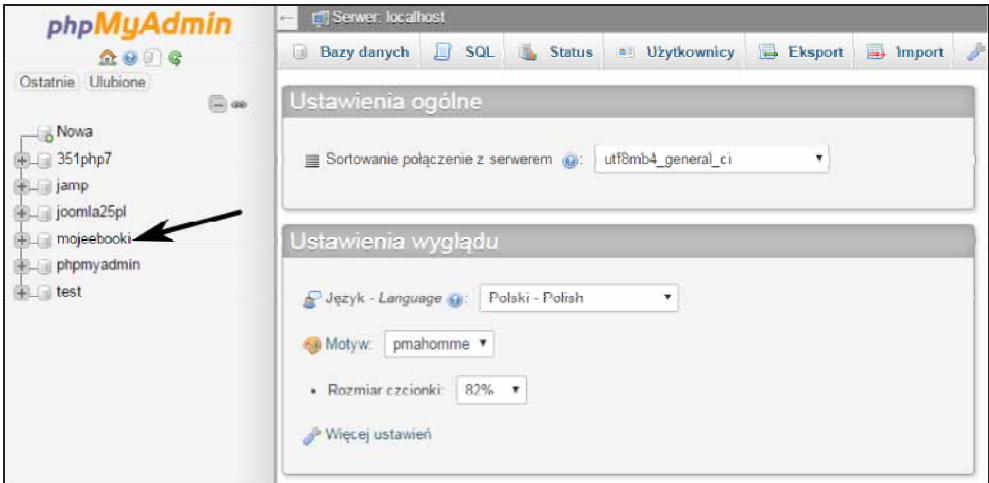 phpMyAdmin
Ostatnie Ulubione
Nowa
351php7
jamp
joomla25pl
mojeebooki
phpmyadmin
test
Serwer: localhost
Bazy danych SQL Status Użytkownicy Eksport Import
Ustawienia ogólne
Sortowanie połączenie z serwerem : utf8mb4_general_ci
Ustawienia wyglądu
Język - Language : Polski - Polish
Motyw: pmahomme
• Rozmiar czcionki: 82%
Więcej ustawień